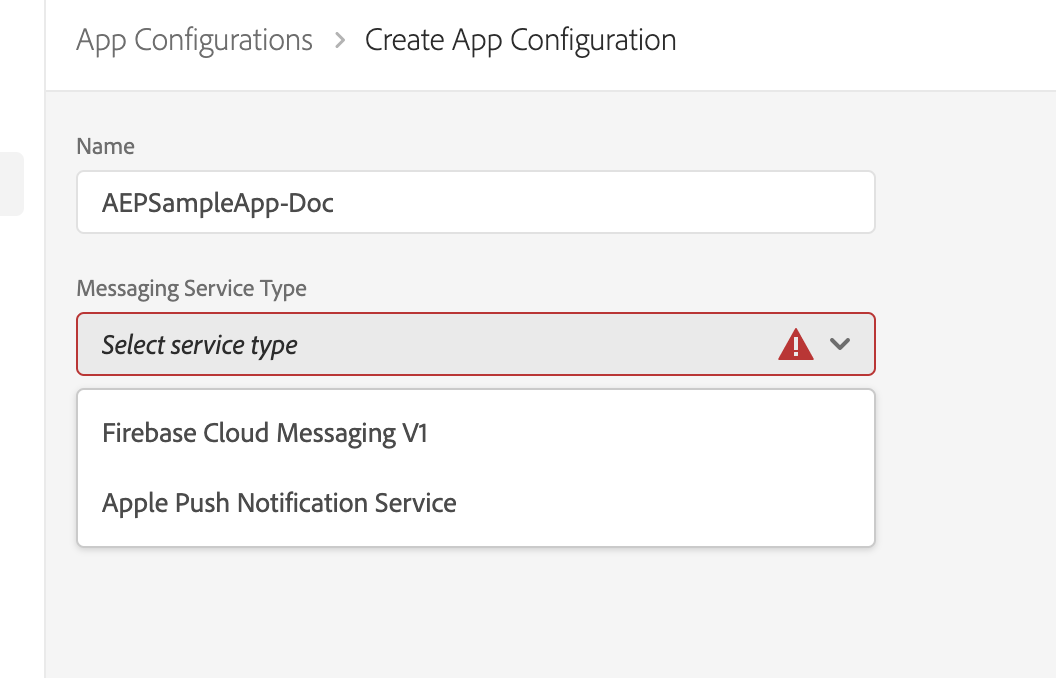 App Configurations > Create App Configuration
Name
AEPSampleApp-Doc
Messaging Service Type
Select service type
Firebase Cloud Messaging V1
Apple Push Notification Service